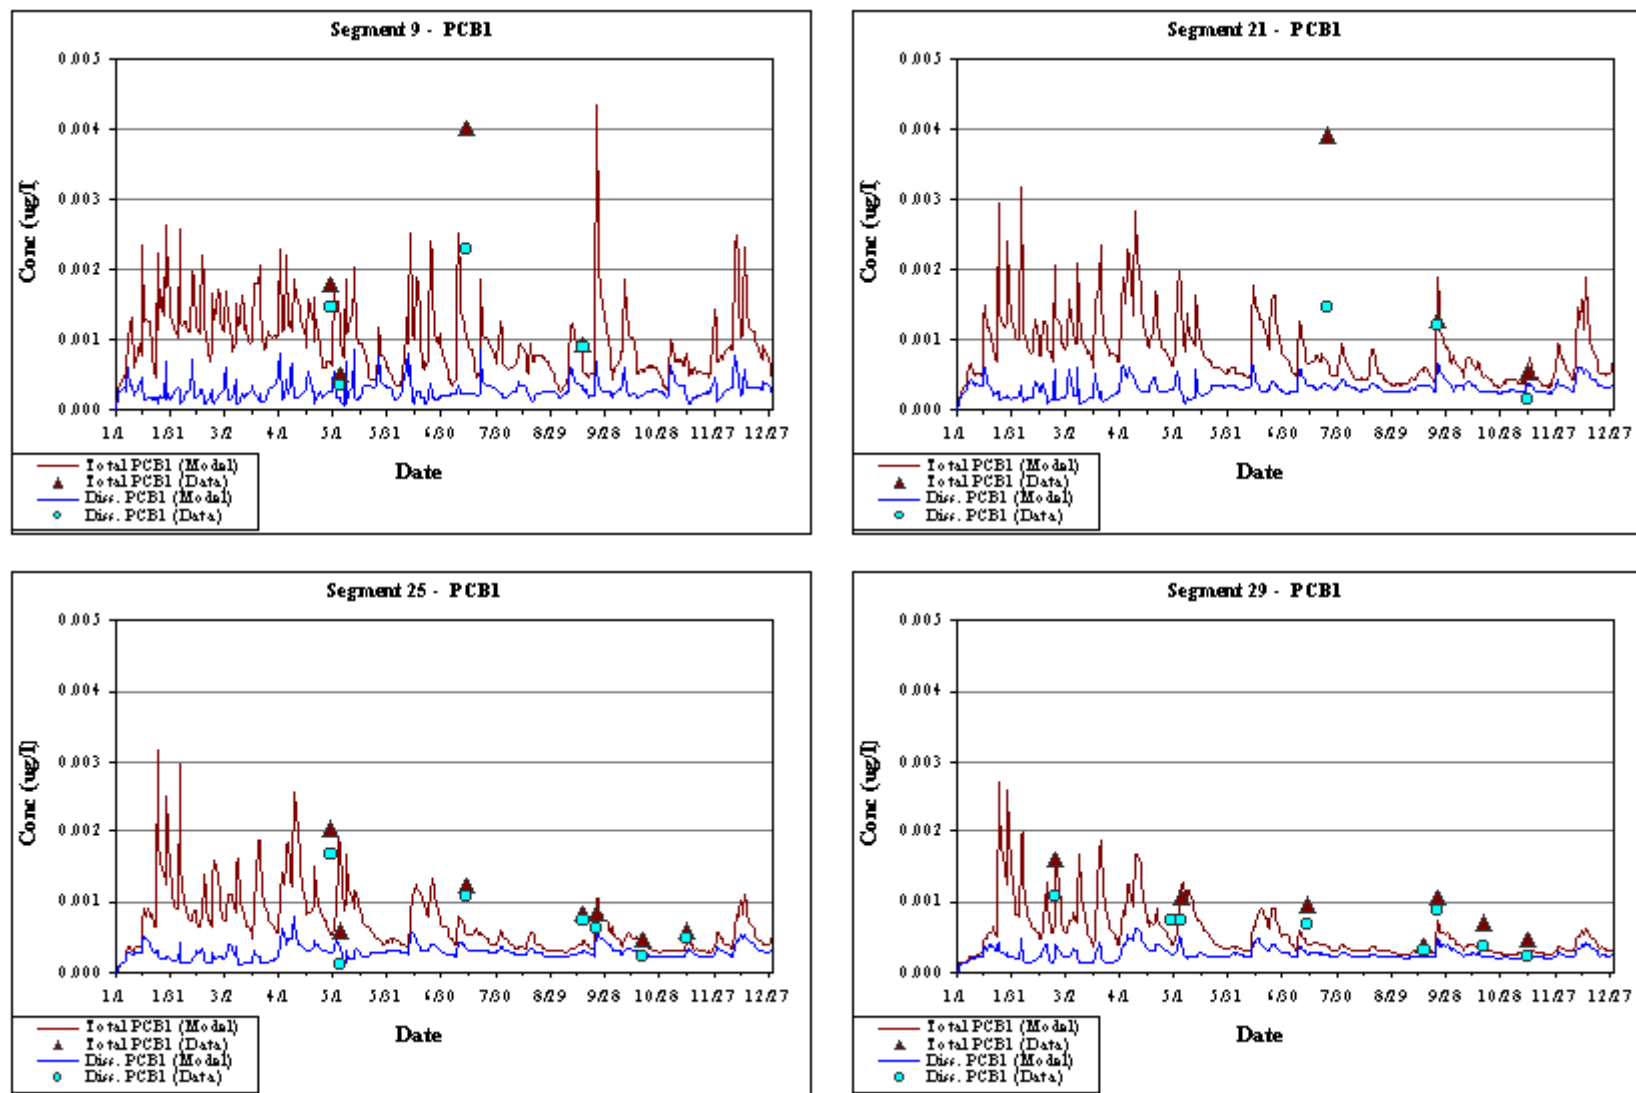 Segment 9 - PCB1
Conc (ug/L)
0.005
0.004
0.003
0.002
0.001
0.000
1/1 1/31 3/2 4/1 5/1 5/31 6/30 7/30 8/29 9/28 10/28 11/27 12/27
Date
Total PCB1 (Model)
Total PCB1 (Data)
Diss. PCB1 (Model)
Diss. PCB1 (Data)
Segment 21 - PCB1
Conc (ug/L)
0.005
0.004
0.003
0.002
0.001
0.000
1/1 1/31 3/2 4/1 5/1 5/31 6/30 7/30 8/29 9/28 10/28 11/27 12/27
Date
Total PCB1 (Model)
Total PCB1 (Data)
Diss. PCB1 (Model)
Diss. PCB1 (Data)
Segment 25 - PCB1
Conc (ug/L)
0.005
0.004
0.003
0.002
0.001
0.000
1/1 1/31 3/2 4/1 5/1 5/31 6/30 7/30 8/29 9/28 10/28 11/27 12/27
Date
Total PCB1 (Model)
Total PCB1 (Data)
Diss. PCB1 (Model)
Diss. PCB1 (Data)
Segment 29 - PCB1
Conc (ug/L)
0.005
0.004
0.003
0.002
0.001
0.000
1/1 1/31 3/2 4/1 5/1 5/31 6/30 7/30 8/29 9/28 10/28 11/27 12/27
Date
Total PCB1 (Model)
Total PCB1 (Data)
Diss. PCB1 (Model)
Diss. PCB1 (Data)